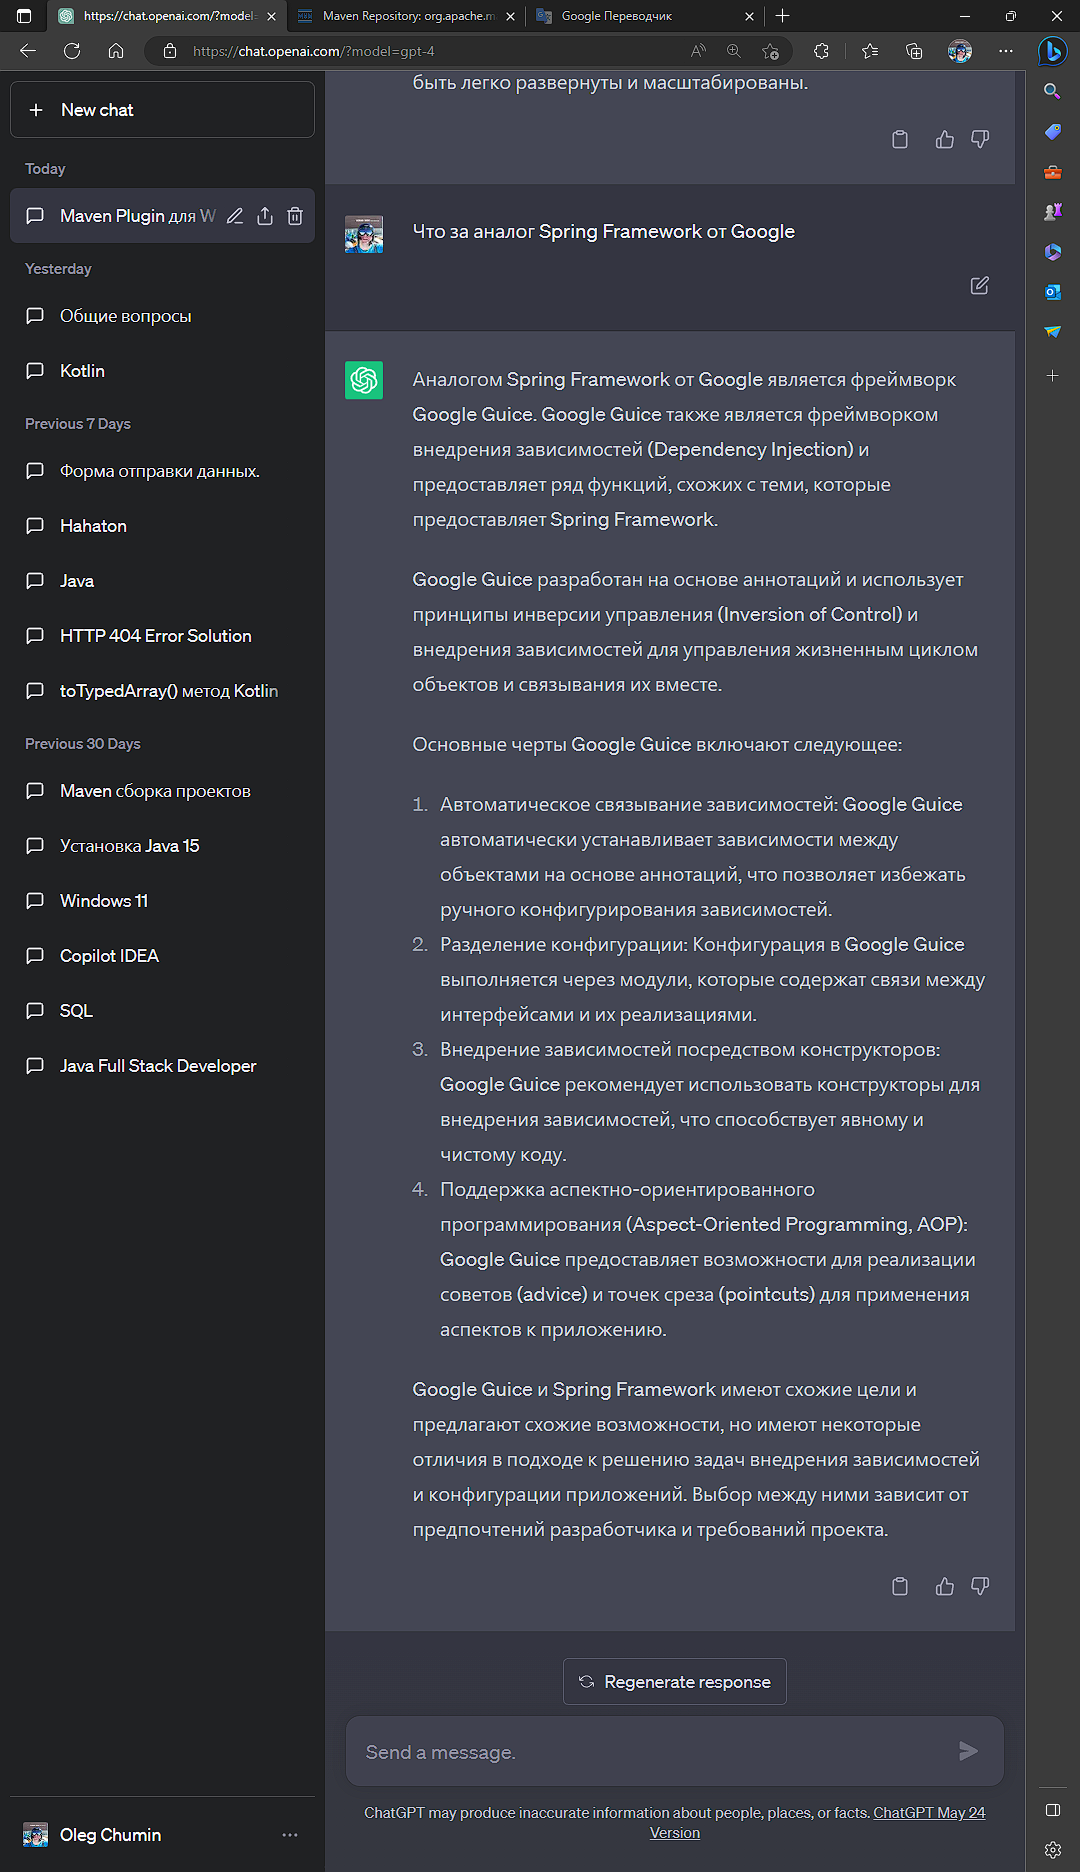 https://chat.openai.com/?model=
Maven Repository: org.apache.m
Google Переводчик
https://chat.openai.com/?model=gpt-4
New chat
Today
Maven Plugin для W
Yesterday
Общие вопросы
Kotlin
Previous 7 Days
Форма отправки данных.
Hahaton
Java
HTTP 404 Error Solution
toTypedArray() метод Kotlin
Previous 30 Days
Maven сборка проектов
Установка Java 15
Windows 11
Copilot IDEA
SQL
Java Full Stack Developer
Oleg Chumin
быть легко развернуты и масштабированы.
Что за аналог Spring Framework от Google
Аналогом Spring Framework от Google является фреймворк
Google Guice. Google Guice также является фреймворком
внедрения зависимостей (Dependency Injection) и
предоставляет ряд функций, схожих с теми, которые
предоставляет Spring Framework.
Google Guice разработан на основе аннотаций и использует
принципы инверсии управления (Inversion of Control) и
внедрения зависимостей для управления жизненным циклом
объектов и связывания их вместе.
Основные черты Google Guice включают следующее:
1. Автоматическое связывание зависимостей: Google Guice
автоматически устанавливает зависимости между
объектами на основе аннотаций, что позволяет избежать
ручного конфигурирования зависимостей.
2. Разделение конфигурации: Конфигурация в Google Guice
выполняется через модули, которые содержат связи между
интерфейсами и их реализациями.
3. Внедрение зависимостей посредством конструкторов:
Google Guice рекомендует использовать конструкторы для
внедрения зависимостей, что способствует явному и
чистому коду.
4. Поддержка аспектно-ориентированного
программирования (Aspect-Oriented Programming, AOP):
Google Guice предоставляет возможности для реализации
советов (advice) и точек среза (pointcuts) для применения
аспектов к приложению.
Google Guice и Spring Framework имеют схожие цели и
предлагают схожие возможности, но имеют некоторые
отличия в подходе к решению задач внедрения зависимостей
и конфигурации приложений. Выбор между ними зависит от
предпочтений разработчика и требований проекта.
Regenerate response
Send a message.
ChatGPT may produce inaccurate information about people, places, or facts. ChatGPT May 24
Version